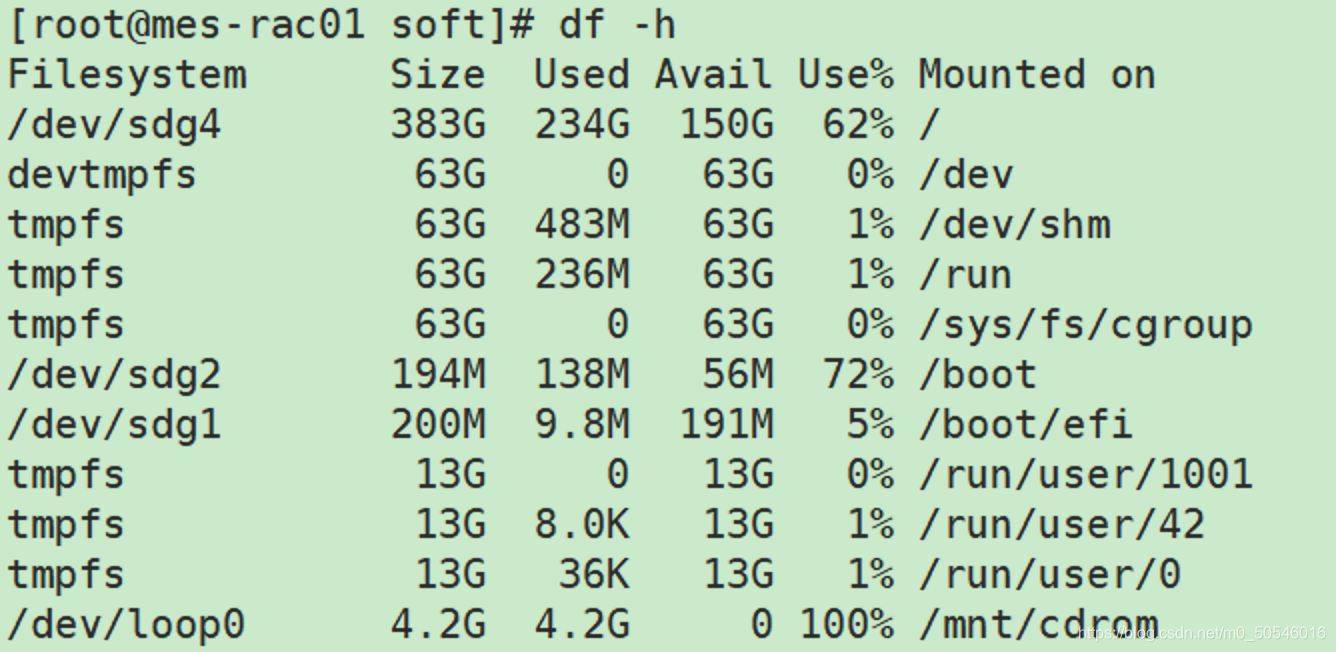 [root@mes-rac01 soft]# df -h
Filesystem      Size  Used Avail Use% Mounted on
/dev/sdg4       383G  234G  150G  62% /
devtmpfs         63G     0   63G   0% /dev
tmpfs            63G  483M   63G   1% /dev/shm
tmpfs            63G  236M   63G   1% /run
tmpfs            63G     0   63G   0% /sys/fs/cgroup
/dev/sdg2       194M  138M   56M  72% /boot
/dev/sdg1       200M  9.8M  191M   5% /boot/efi
tmpfs            13G     0   13G   0% /run/user/1001
tmpfs            13G  8.0K   13G   1% /run/user/42
tmpfs            13G   36K   13G   1% /run/user/0
/dev/loop0      4.2G  4.2G     0 100% /mnt/cdrom
https://blog.csdn.net/m0_50546016